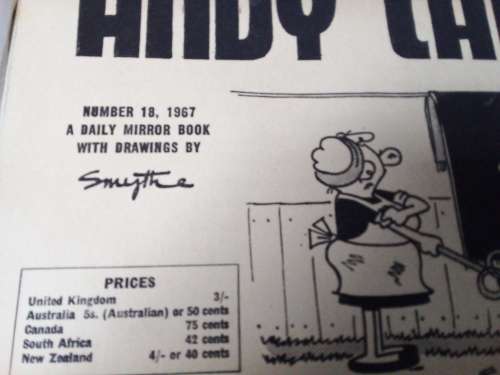 ANDY CA
NUMBER 18, 1967
A DAILY MIRROR BOOK
WITH DRAWINGS BY
Smythe
PRICES
United Kingdom 3/-
Australia 5s. (Australian) or 50 cents
Canada 75 cents
South Africa 42 cents
New Zealand 4/- or 40 cents